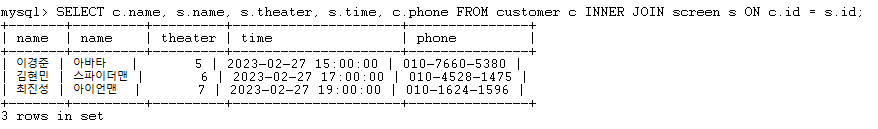 mysql> SELECT c.name, s.name, s.theater, s.time, c.phone FROM customer c INNER JOIN screen s ON c.id = s.id;
+--------+------------+---------+---------------------+---------------+
| name | name | theater | time | phone |
+--------+------------+---------+---------------------+---------------+
| 이경준 | 아바타 | 5 | 2023-02-27 15:00:00 | 010-7660-5380 |
| 김현민 | 스파이더맨 | 6 | 2023-02-27 17:00:00 | 010-4528-1475 |
| 최진성 | 아이언맨 | 7 | 2023-02-27 19:00:00 | 010-1624-1596 |
+--------+------------+---------+---------------------+---------------+
3 rows in set